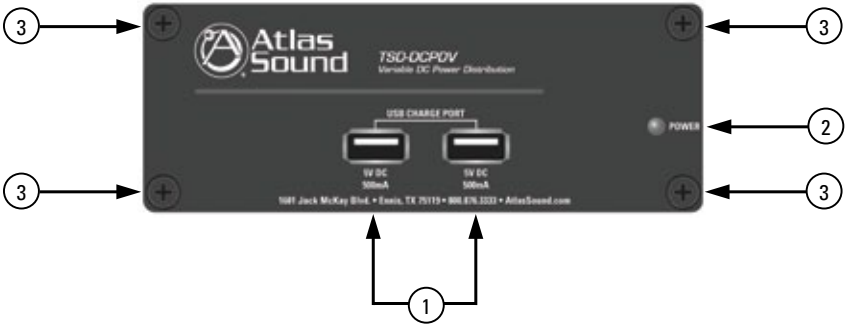 3
3
Atlas
Sound
TSD-DCPDV
Variable DC Power Distribution
USB CHARGE PORT
POWER
2
5V DC
500mA
5V DC
500mA
3
3
1601 Jack McKay Blvd. • Ennis, TX 75119 • 800.876.3333 • AtlasSound.com
1